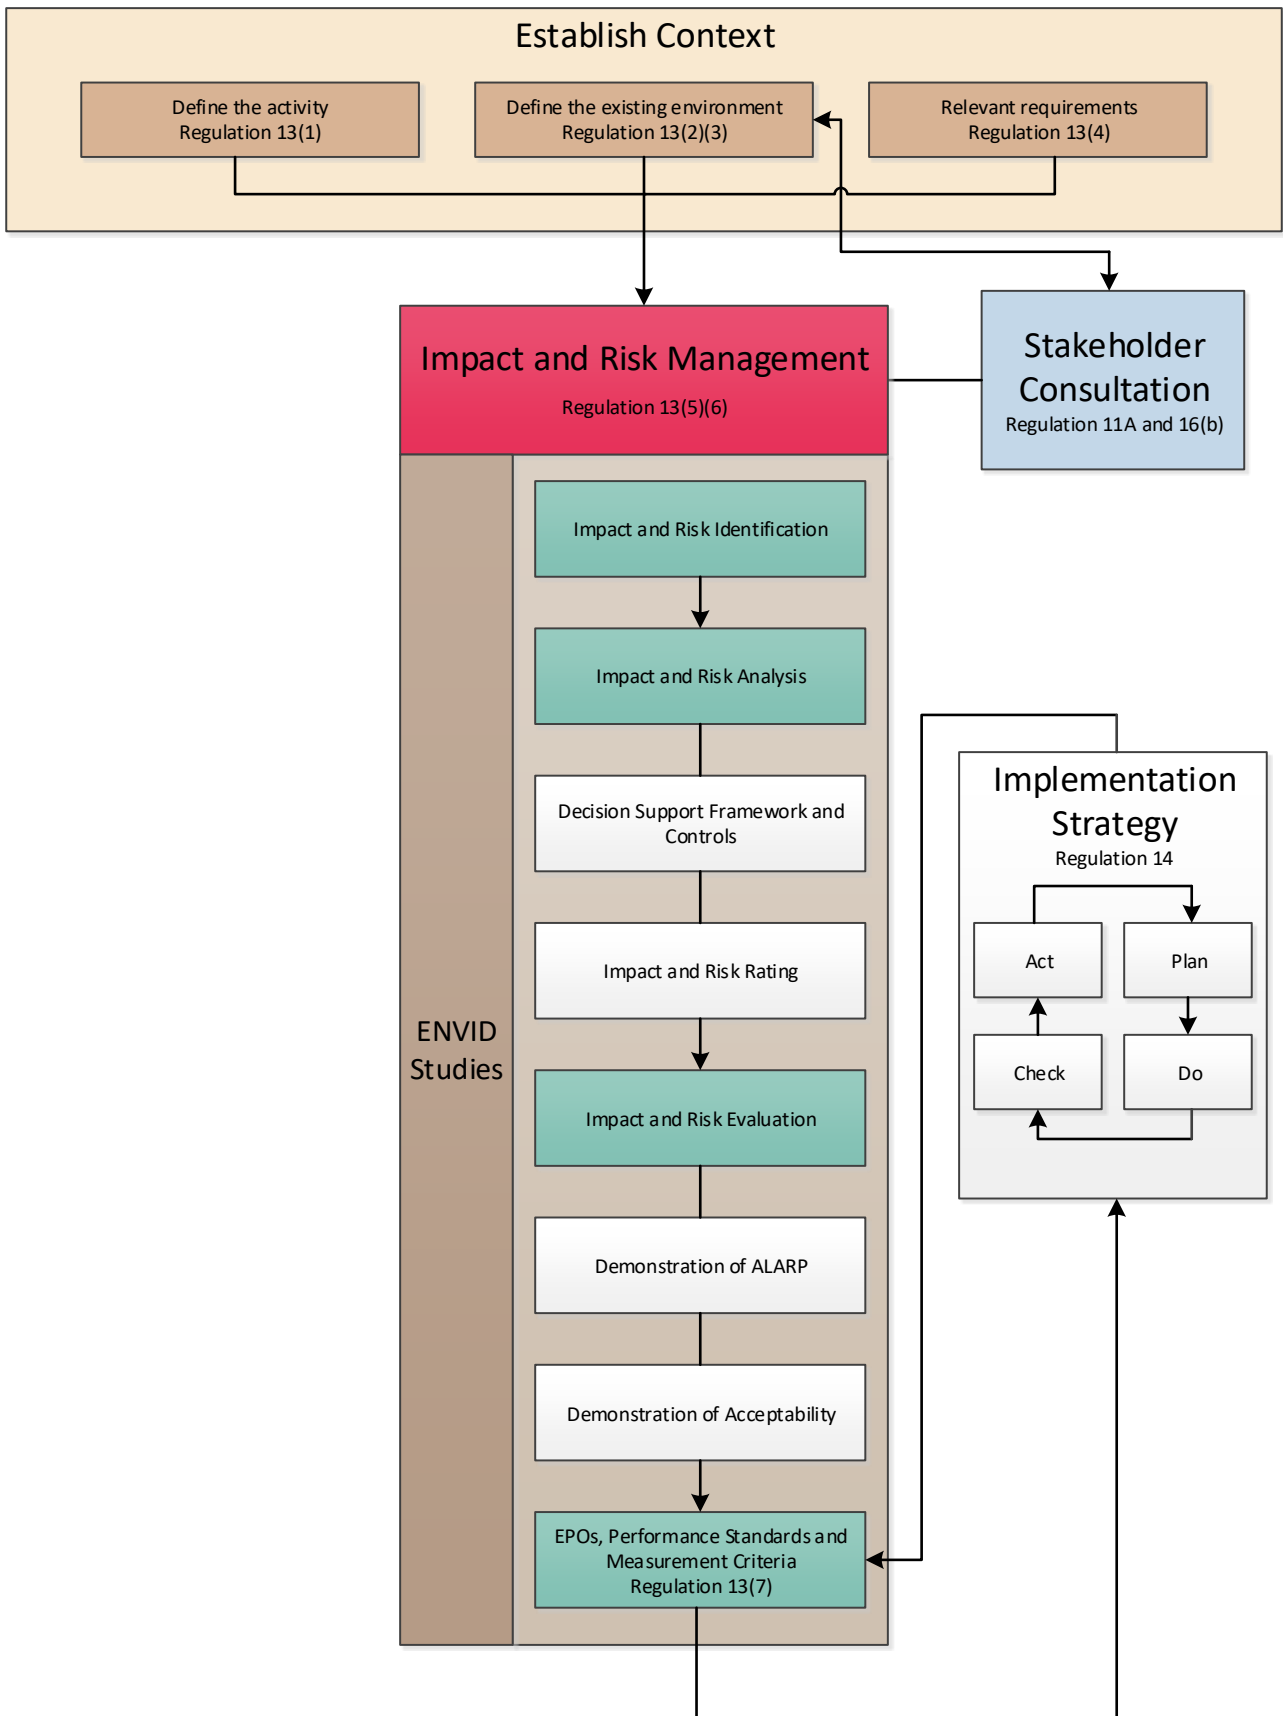 Establish Context
Define the activity
Regulation 13(1)
Define the existing environment
Regulation 13(2)(3)
Relevant requirements
Regulation 13(4)
Impact and Risk Management
Regulation 13(5)(6)
Stakeholder
Consultation
Regulation 11A and 16(b)
ENVID
Studies
Impact and Risk Identification
Impact and Risk Analysis
Decision Support Framework and
Controls
Impact and Risk Rating
Impact and Risk Evaluation
Demonstration of ALARP
Demonstration of Acceptability
EPOs, Performance Standards and
Measurement Criteria
Regulation 13(7)
Implementation
Strategy
Regulation 14
Act
Plan
Check
Do